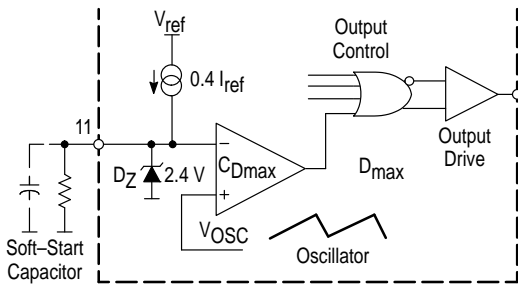 Vref
0.4 Iref
Output
Control
11
DZ
2.4 V
−
CDmax
+
Dmax
Output
Drive
VOSC
Oscillator
Soft–Start
Capacitor